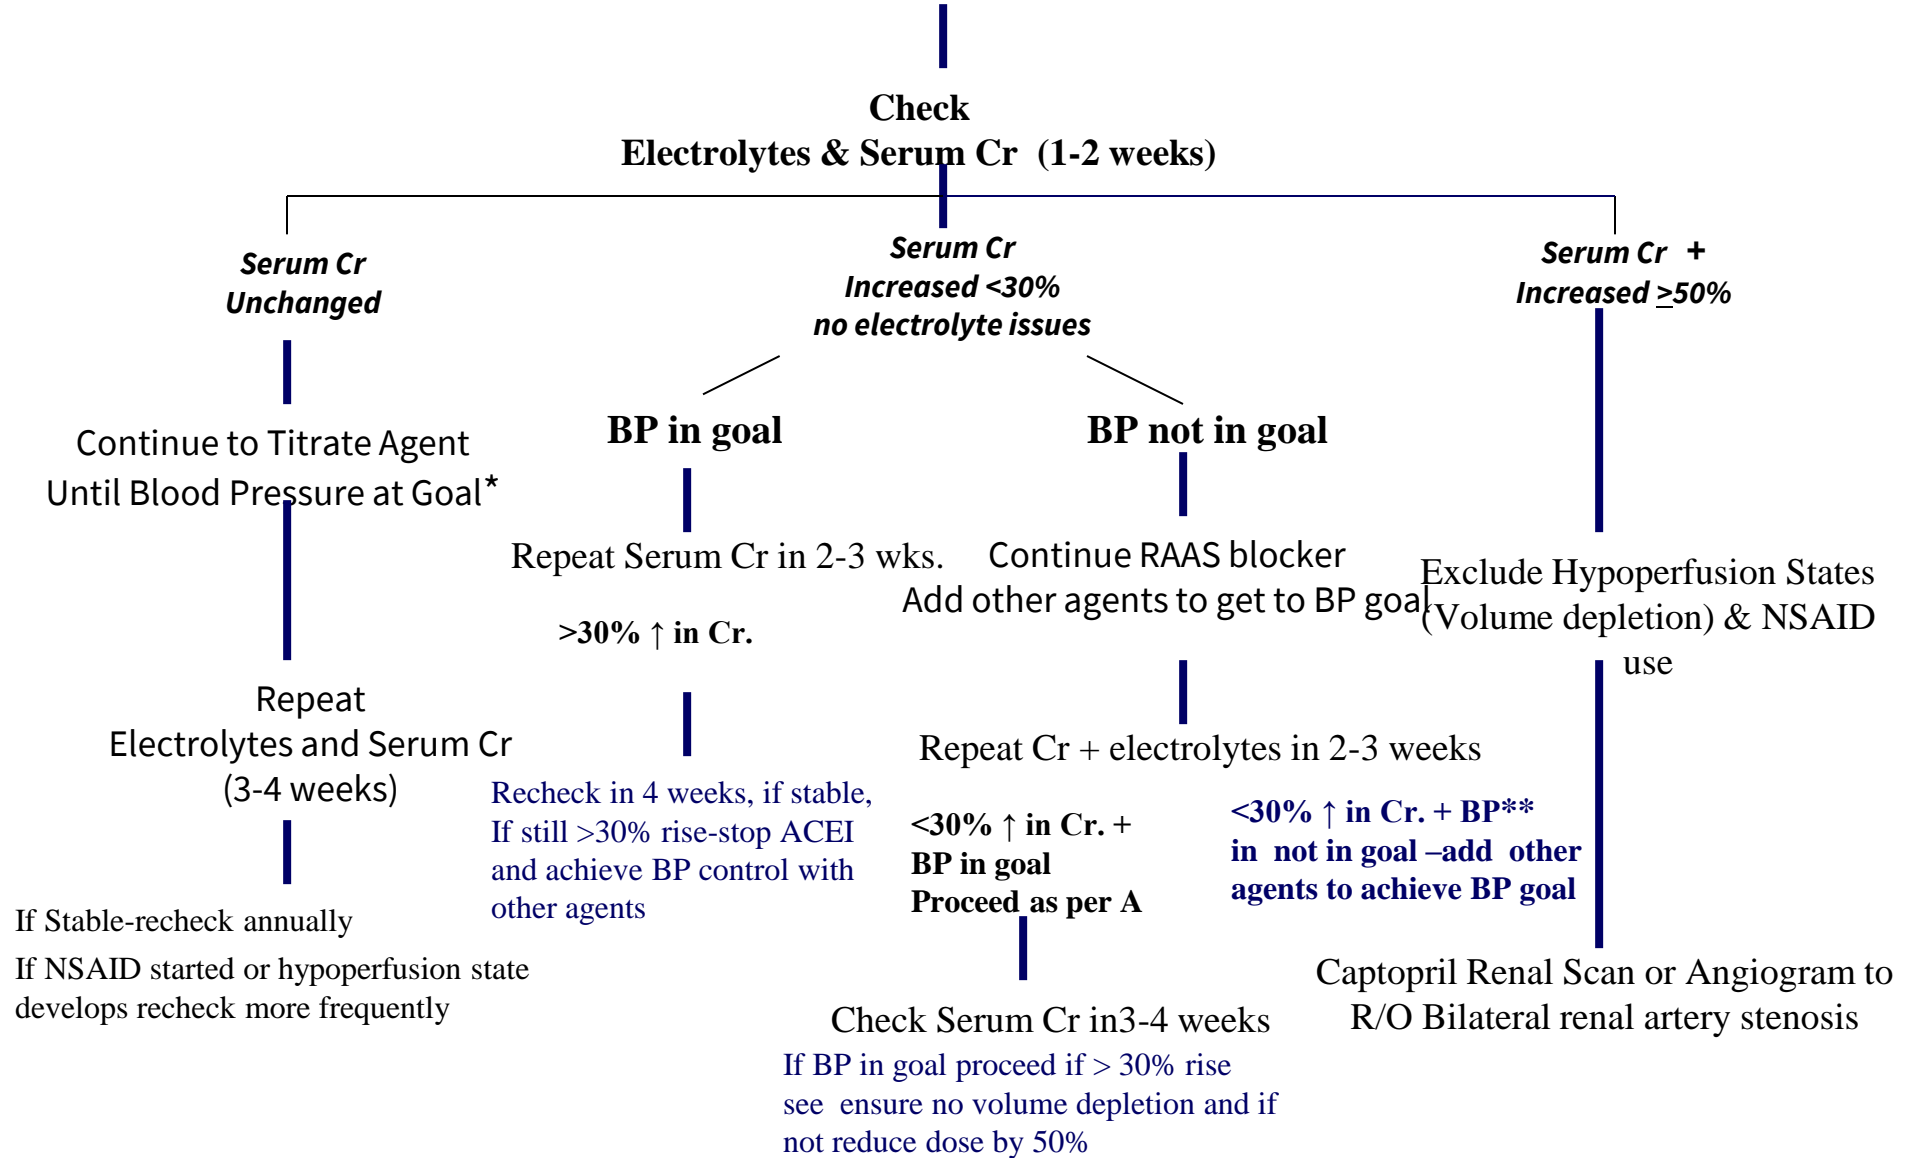 Check
Electrolytes & Serum Cr (1-2 weeks)
Serum Cr
Unchanged
Continue to Titrate Agent
Until Blood Pressure at Goal*
Repeat
Electrolytes and Serum Cr
(3-4 weeks)
If Stable-recheck annually
If NSAID started or hypoperfusion state
develops recheck more frequently
Serum Cr
Increased <30%
no electrolyte issues
BP in goal
Repeat Serum Cr in 2-3 wks.
>30% ↑ in Cr.
Recheck in 4 weeks, if stable,
If still >30% rise-stop ACEI
and achieve BP control with
other agents
BP not in goal
Continue RAAS blocker
Add other agents to get to BP goal
Repeat Cr + electrolytes in 2-3 weeks
<30% ↑ in Cr. +
BP in goal
Proceed as per A
<30% ↑ in Cr. + BP**
in not in goal –add other
agents to achieve BP goal
Check Serum Cr in3-4 weeks
If BP in goal proceed if > 30% rise
see ensure no volume depletion and if
not reduce dose by 50%
Serum Cr +
Increased ≥50%
Exclude Hypoperfusion States
(Volume depletion) & NSAID
use
Captopril Renal Scan or Angiogram to
R/O Bilateral renal artery stenosis